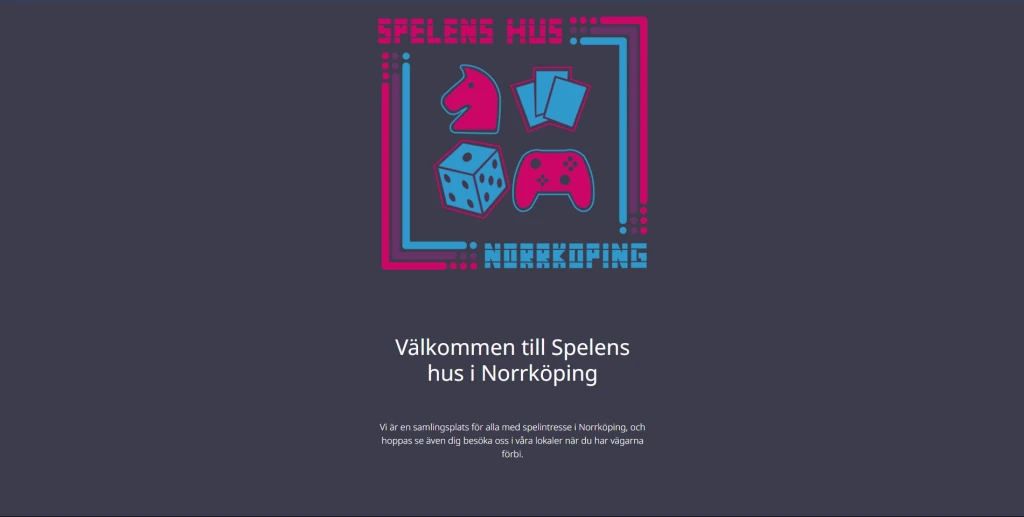 SPELENS HUS
NORRKOPING
Välkommen till Spelens
hus i Norrköping
Vi är en samlingsplats för alla med spelintresse i Norrköping, och
hoppas se även dig besöka oss i våra lokaler när du har vägarna
förbi.